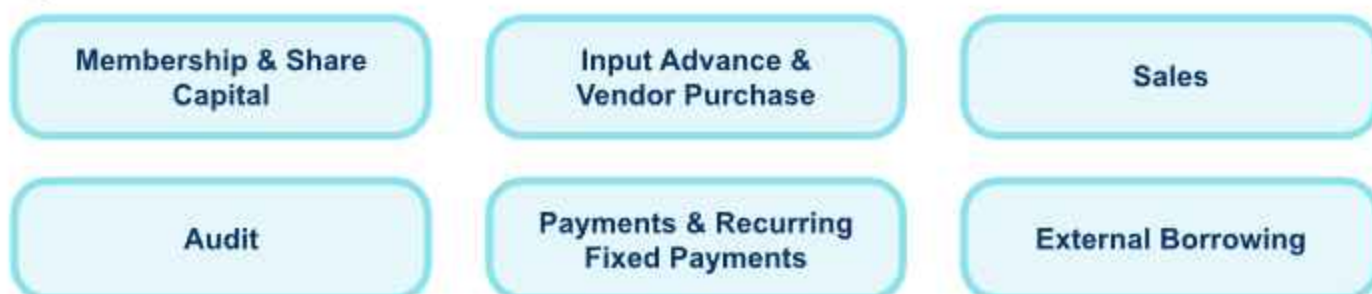 Membership & Share
Capital
Input Advance &
Vendor Purchase
Sales
Audit
Payments & Recurring
Fixed Payments
External Borrowing